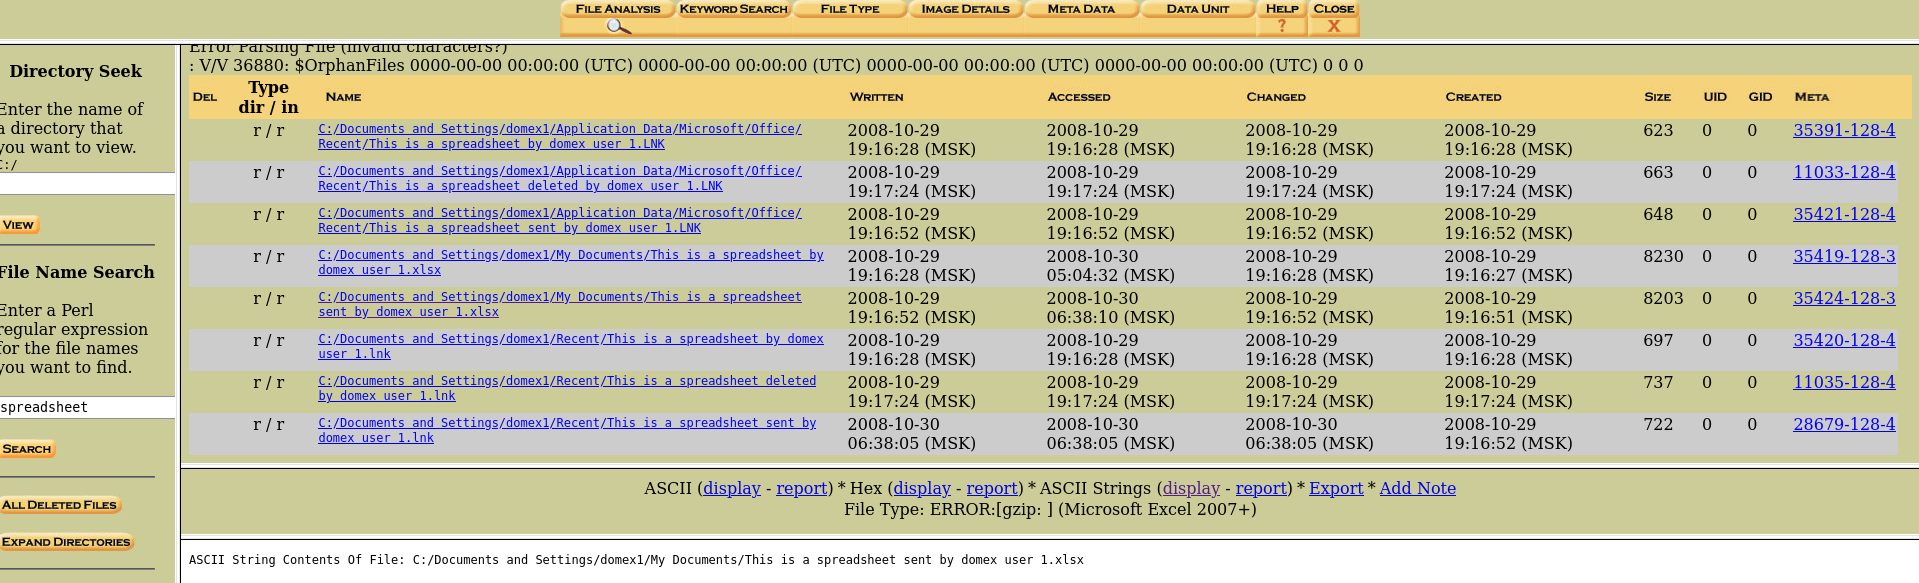 FILE ANALYSIS KEYWORD SEARCH FILE TYPE IMAGE DETAILS META DATA DATA UNIT HELP CLOSE
? X
Directory Seek
Enter the name of
a directory that
you want to view.
C:/
VIEW
File Name Search
Enter a Perl
regular expression
for the file names
you want to find.
spreadsheet
SEARCH
ALL DELETED FILES
EXPAND DIRECTORIES
Error Parsing File (invalid characters?)
: V/V 36880: $OrphanFiles 0000-00-00 00:00:00 (UTC) 0000-00-00 00:00:00 (UTC) 0000-00-00 00:00:00 (UTC) 0000-00-00 00:00:00 (UTC) 0 0 0
DEL Type dir / in NAME WRITTEN ACCESSED CHANGED CREATED SIZE UID GID META
r / r C:/Documents and Settings/domex1/Application Data/Microsoft/Office/ 2008-10-29 2008-10-29 2008-10-29 2008-10-29 623 0 0 35391-128-4
Recent/This is a spreadsheet by domex user 1.LNK 19:16:28 (MSK) 19:16:28 (MSK) 19:16:28 (MSK) 19:16:28 (MSK)
r / r C:/Documents and Settings/domex1/Application Data/Microsoft/Office/ 2008-10-29 2008-10-29 2008-10-29 2008-10-29 663 0 0 11033-128-4
Recent/This is a spreadsheet deleted by domex user 1.LNK 19:17:24 (MSK) 19:17:24 (MSK) 19:17:24 (MSK) 19:17:24 (MSK)
r / r C:/Documents and Settings/domex1/Application Data/Microsoft/Office/ 2008-10-29 2008-10-29 2008-10-29 2008-10-29 648 0 0 35421-128-4
Recent/This is a spreadsheet sent by domex user 1.LNK 19:16:52 (MSK) 19:16:52 (MSK) 19:16:52 (MSK) 19:16:52 (MSK)
r / r C:/Documents and Settings/domex1/My Documents/This is a spreadsheet by 2008-10-29 2008-10-30 2008-10-29 2008-10-29 8230 0 0 35419-128-3
domex user 1.xlsx 19:16:28 (MSK) 05:04:32 (MSK) 19:16:28 (MSK) 19:16:27 (MSK)
r / r C:/Documents and Settings/domex1/My Documents/This is a spreadsheet 2008-10-29 2008-10-30 2008-10-29 2008-10-29 8203 0 0 35424-128-3
sent by domex user 1.xlsx 19:16:52 (MSK) 06:38:10 (MSK) 19:16:52 (MSK) 19:16:51 (MSK)
r / r C:/Documents and Settings/domex1/Recent/This is a spreadsheet by domex 2008-10-29 2008-10-29 2008-10-29 2008-10-29 697 0 0 35420-128-4
user 1.lnk 19:16:28 (MSK) 19:16:28 (MSK) 19:16:28 (MSK) 19:16:28 (MSK)
r / r C:/Documents and Settings/domex1/Recent/This is a spreadsheet deleted 2008-10-29 2008-10-29 2008-10-29 2008-10-29 737 0 0 11035-128-4
by domex user 1.lnk 19:17:24 (MSK) 19:17:24 (MSK) 19:17:24 (MSK) 19:17:24 (MSK)
r / r C:/Documents and Settings/domex1/Recent/This is a spreadsheet sent by 2008-10-30 2008-10-30 2008-10-30 2008-10-29 722 0 0 28679-128-4
domex user 1.lnk 06:38:05 (MSK) 06:38:05 (MSK) 06:38:05 (MSK) 19:16:52 (MSK)
ASCII (display - report) * Hex (display - report) * ASCII Strings (display - report) * Export * Add Note
File Type: ERROR:[gzip: ] (Microsoft Excel 2007+)
ASCII String Contents Of File: C:/Documents and Settings/domex1/My Documents/This is a spreadsheet sent by domex user 1.xlsx